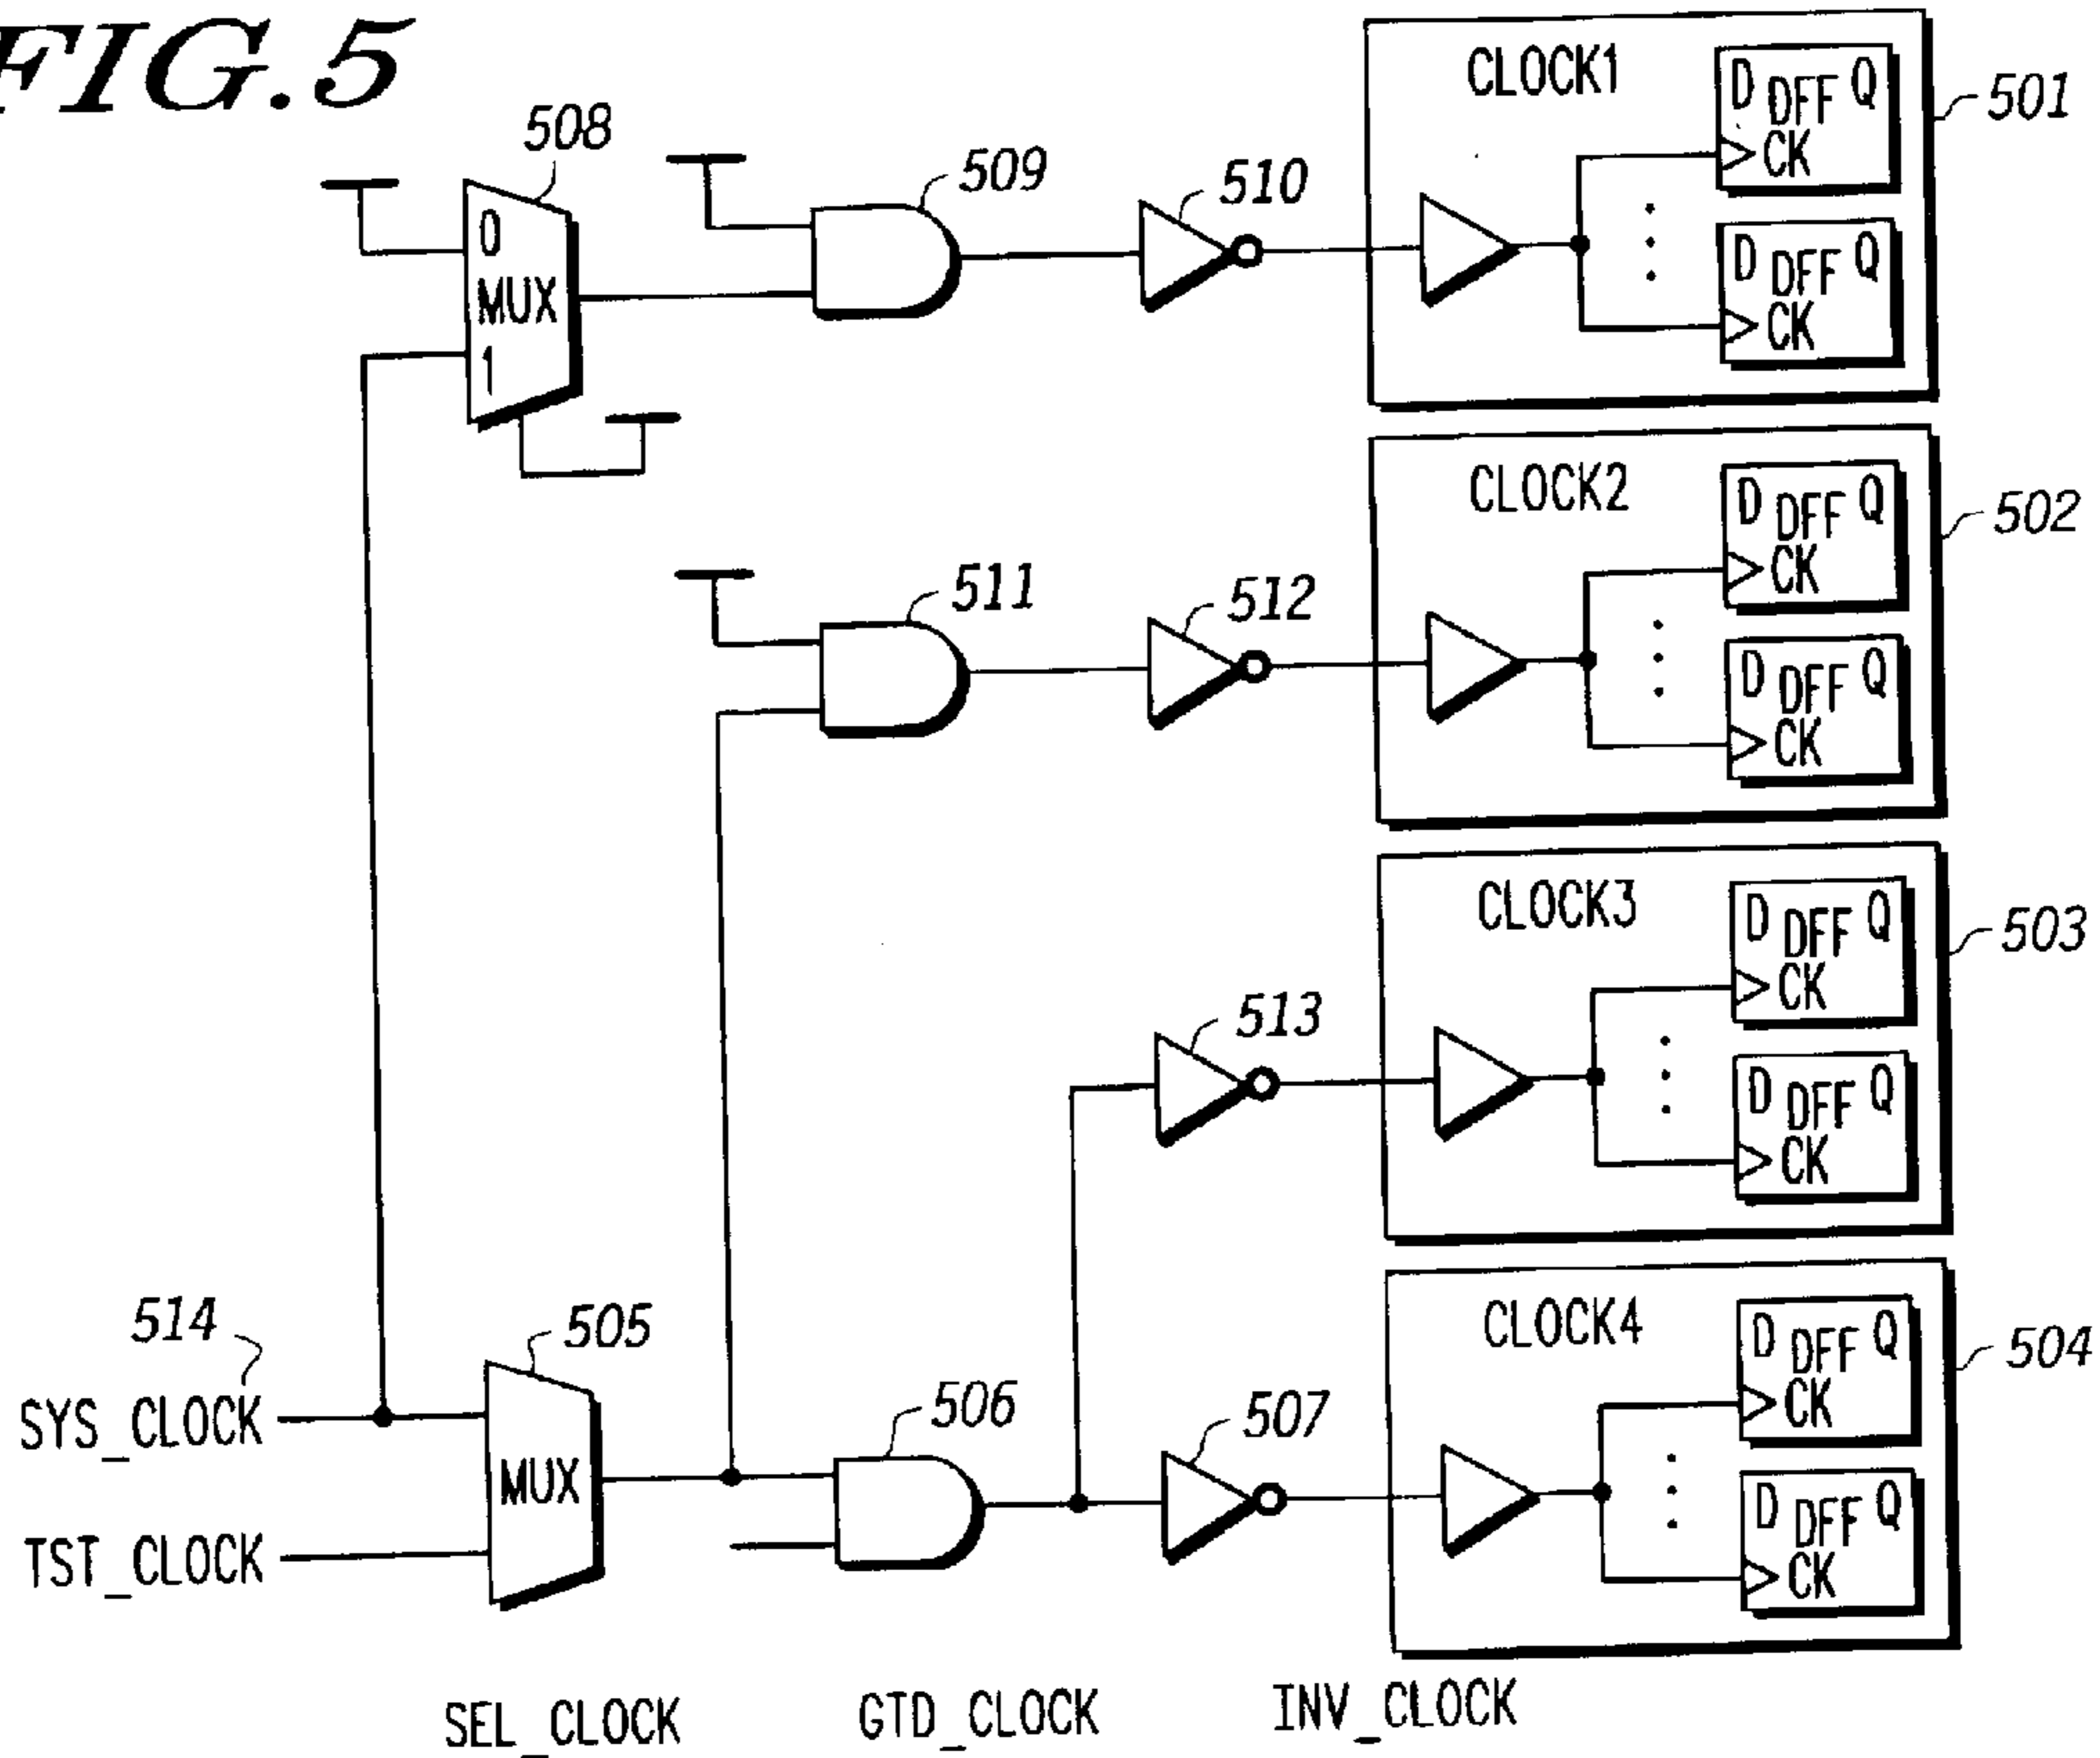 FIG.5
508
509
510
0
MUX
1
CLOCK1
D DFF Q
CK
D DFF Q
CK
501
511
512
CLOCK2
D DFF Q
CK
D DFF Q
CK
502
513
CLOCK3
D DFF Q
CK
D DFF Q
CK
503
514
SYS_CLOCK
TST_CLOCK
505
MUX
506
507
CLOCK4
D DFF Q
CK
D DFF Q
CK
504
SEL_CLOCK
GTD_CLOCK
INV_CLOCK